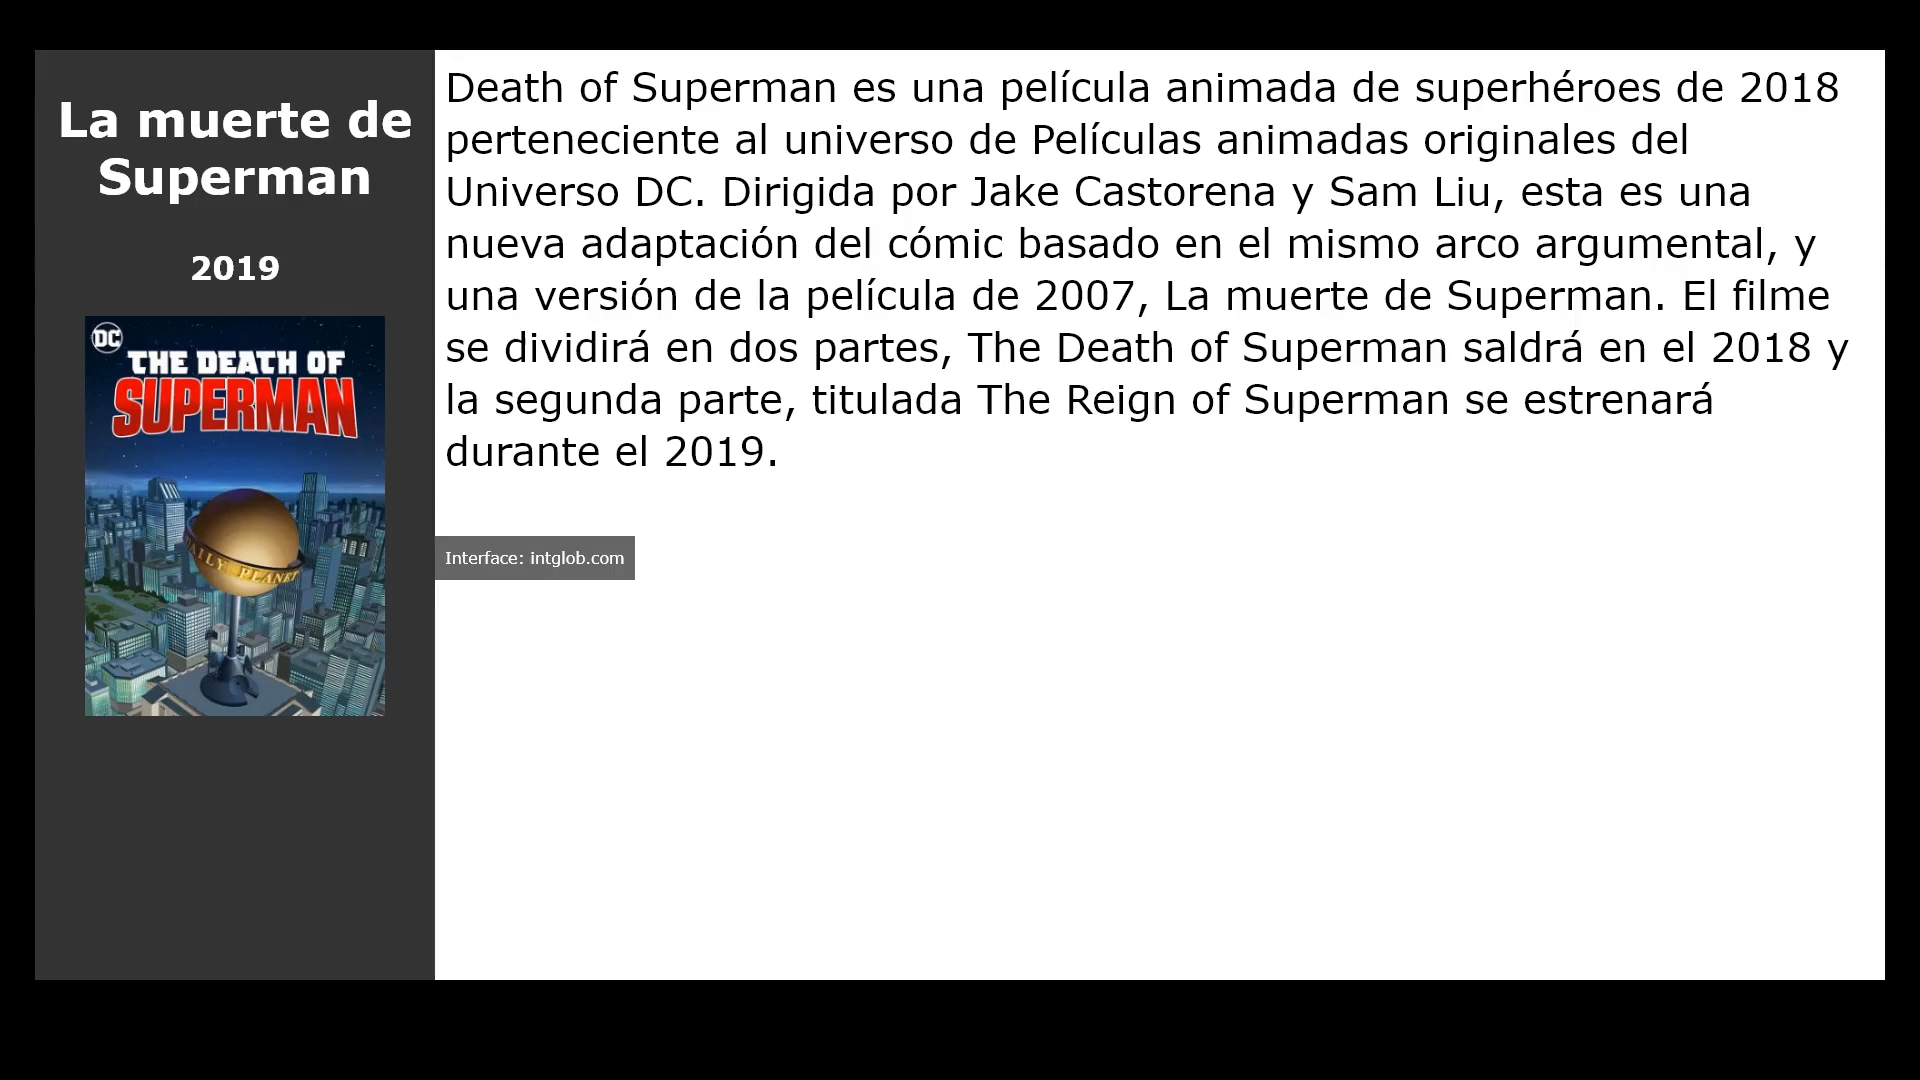 La muerte de
Superman
2019
DC
THE DEATH OF
SUPERMAN
DAILY PLANET
Death of Superman es una película animada de superhéroes de 2018
perteneciente al universo de Películas animadas originales del
Universo DC. Dirigida por Jake Castorena y Sam Liu, esta es una
nueva adaptación del cómic basado en el mismo arco argumental, y
una versión de la película de 2007, La muerte de Superman. El filme
se dividirá en dos partes, The Death of Superman saldrá en el 2018 y
la segunda parte, titulada The Reign of Superman se estrenará
durante el 2019.
Interface: intglob.com